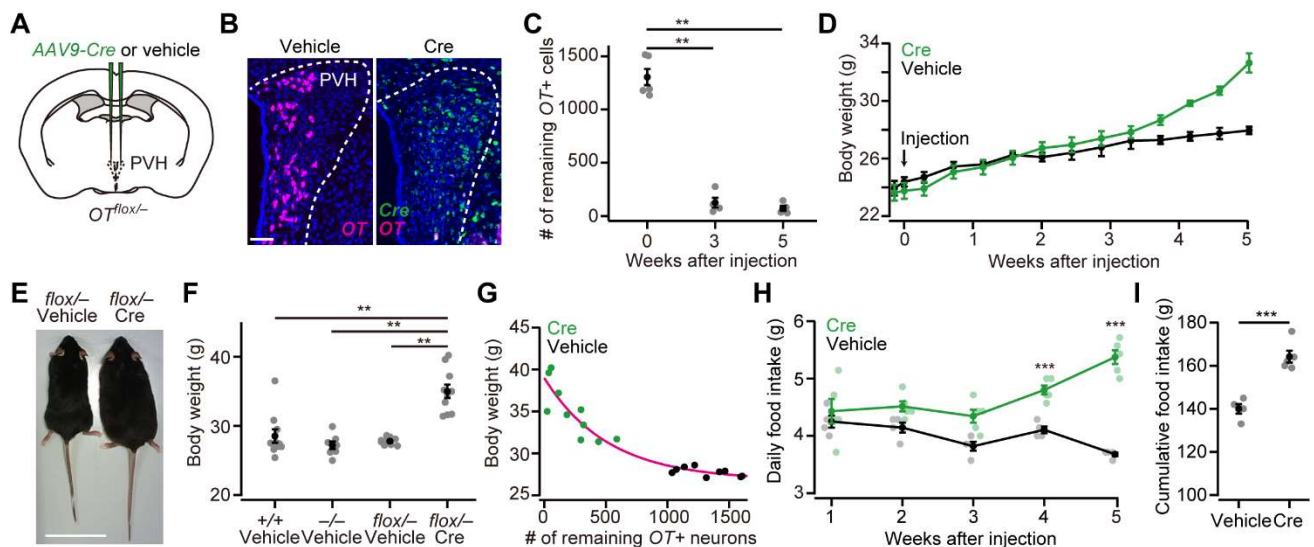 A
AAV9-Cre or vehicle
PVH
OT flox/–
B
Vehicle
Cre
PVH
OT
Cre
OT
C
**
**
1500
1000
500
0
# of remaining OT+ cells
0 3 5
Weeks after injection
D
Cre
Vehicle
34
30
26
22
Body weight (g)
Injection
0 1 2 3 4 5
Weeks after injection
E
flox/– flox/–
Vehicle Cre
F
**
**
**
40
30
20
Body weight (g)
+/+ –/– flox/– flox/–
Vehicle Vehicle Vehicle Cre
G
Cre
Vehicle
45
40
35
30
25
Body weight (g)
0 500 1000 1500
# of remaining OT+ neurons
H
Cre
Vehicle
6
5
4
3
Daily food intake (g)
***
***
1 2 3 4 5
Weeks after injection
I
***
180
160
140
120
100
Cumulative food intake (g)
Vehicle Cre